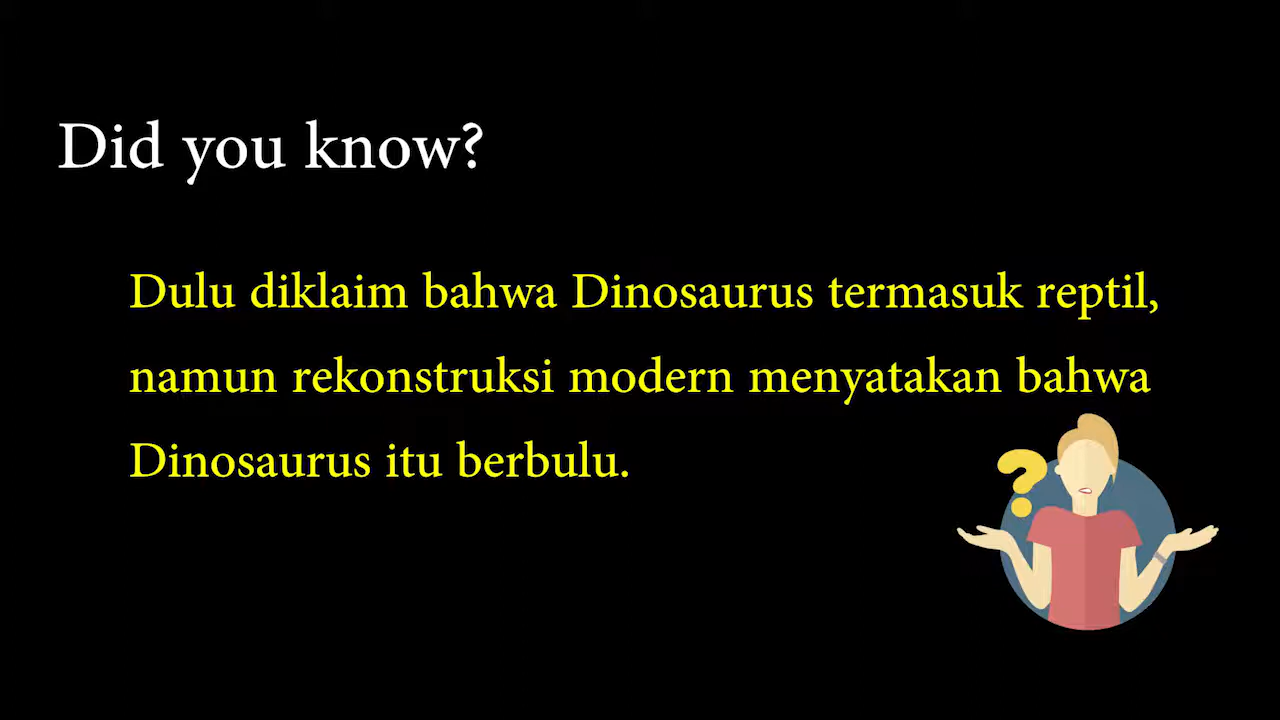 Did you know?
Dulu diklaim bahwa Dinosaurus termasuk reptil,
namun rekonstruksi modern menyatakan bahwa
Dinosaurus itu berbulu.
?